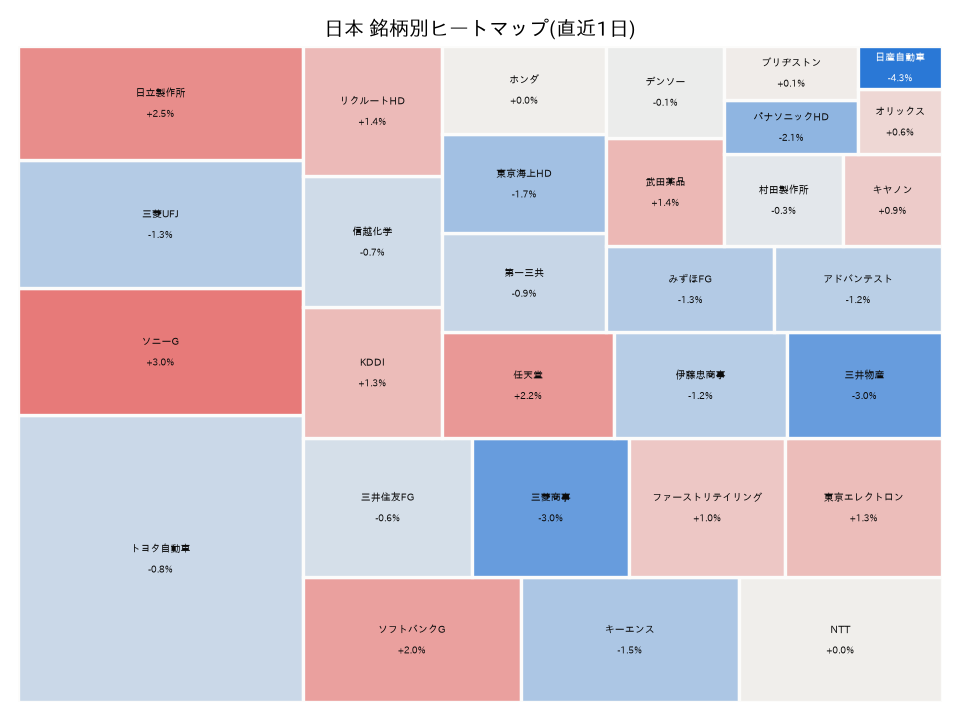 日本 銘柄別ヒートマップ(直近1日)
日立製作所
+2.5%
三菱UFJ
-1.3%
ソニーG
+3.0%
トヨタ自動車
-0.8%
リクルートHD
+1.4%
信越化学
-0.7%
KDDI
+1.3%
ホンダ
+0.0%
東京海上HD
-1.7%
第一三共
-0.9%
デンソー
-0.1%
武田薬品
+1.4%
ブリヂストン
+0.1%
パナソニックHD
-2.1%
日産自動車
-4.3%
オリックス
+0.6%
村田製作所
-0.3%
キヤノン
+0.9%
みずほFG
-1.3%
アドバンテスト
-1.2%
任天堂
+2.2%
伊藤忠商事
-1.2%
三井物産
-3.0%
三井住友FG
-0.6%
三菱商事
-3.0%
ファーストリテイリング
+1.0%
東京エレクトロン
+1.3%
ソフトバンクG
+2.0%
キーエンス
-1.5%
NTT
+0.0%